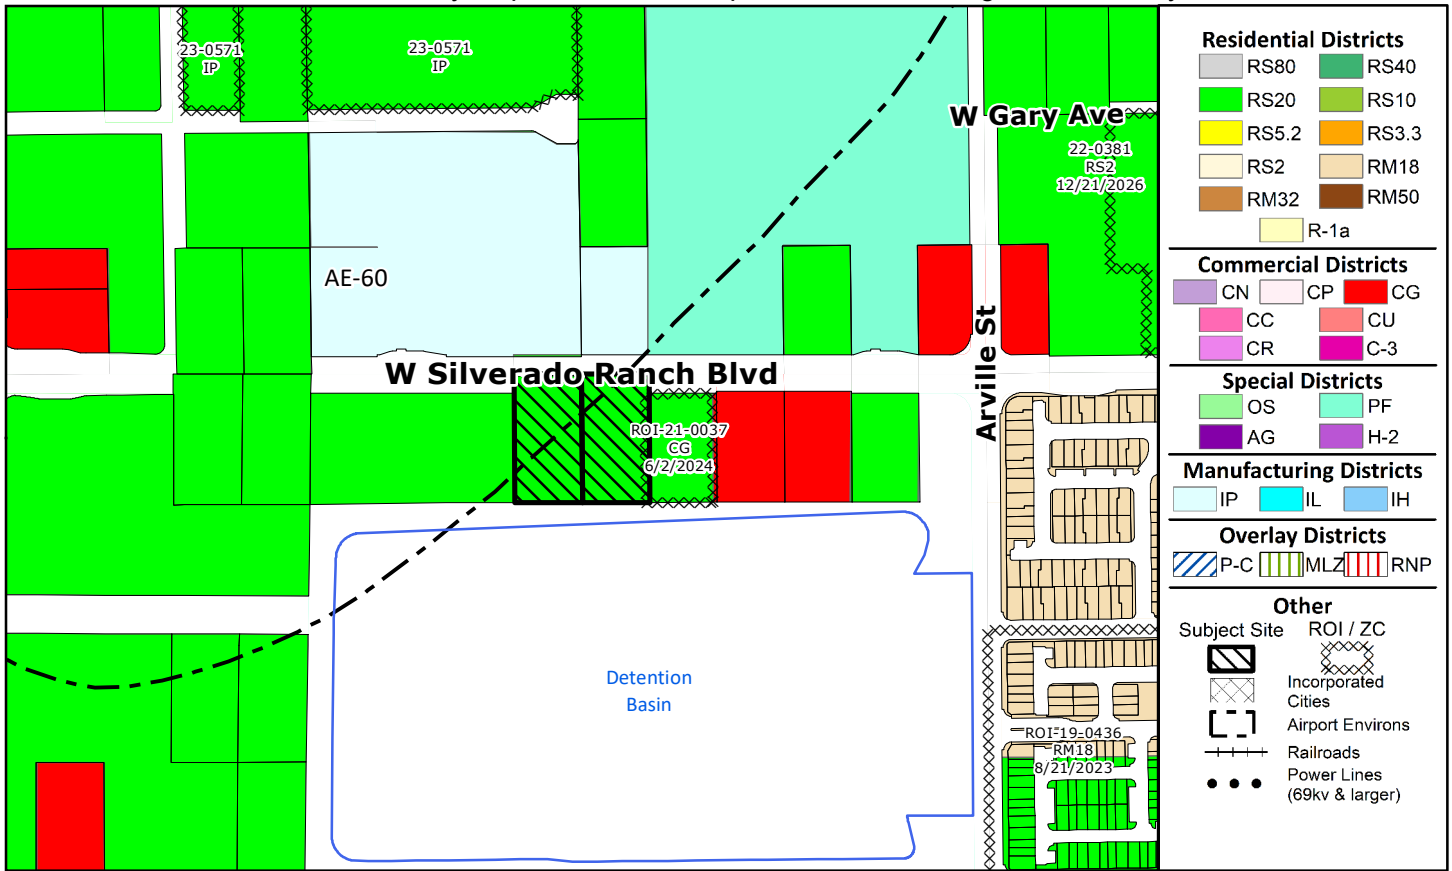 23-0571
IP
23-0571
IP
W Gary Ave
22-0381
RS2
12/21/2026
AE-60
Arville St
W Silverado Ranch Blvd
ROI-21-0037
CG
6/2/2024
Detention
Basin
ROI-19-0436
RM18
8/21/2023
Residential Districts
RS80 RS40
RS20 RS10
RS5.2 RS3.3
RS2 RM18
RM32 RM50
R-1a
Commercial Districts
CN CP CG
CC CU
CR C-3
Special Districts
OS PF
AG H-2
Manufacturing Districts
IP IL IH
Overlay Districts
P-C MLZ RNP
Other
Subject Site ROI / ZC
Incorporated
Cities
Airport Environs
Railroads
Power Lines
(69kv & larger)